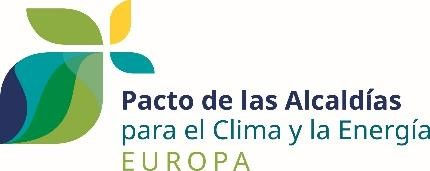 Pacto de las Alcaldías
para el Clima y la Energía
EUROPA